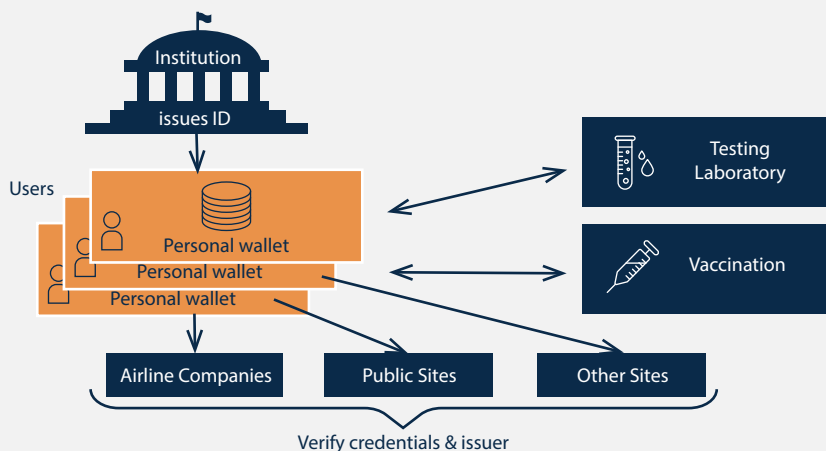 Institution
issues ID
Users
Personal wallet
Personal wallet
Personal wallet
Testing
Laboratory
Vaccination
Airline Companies
Public Sites
Other Sites
Verify credentials & issuer